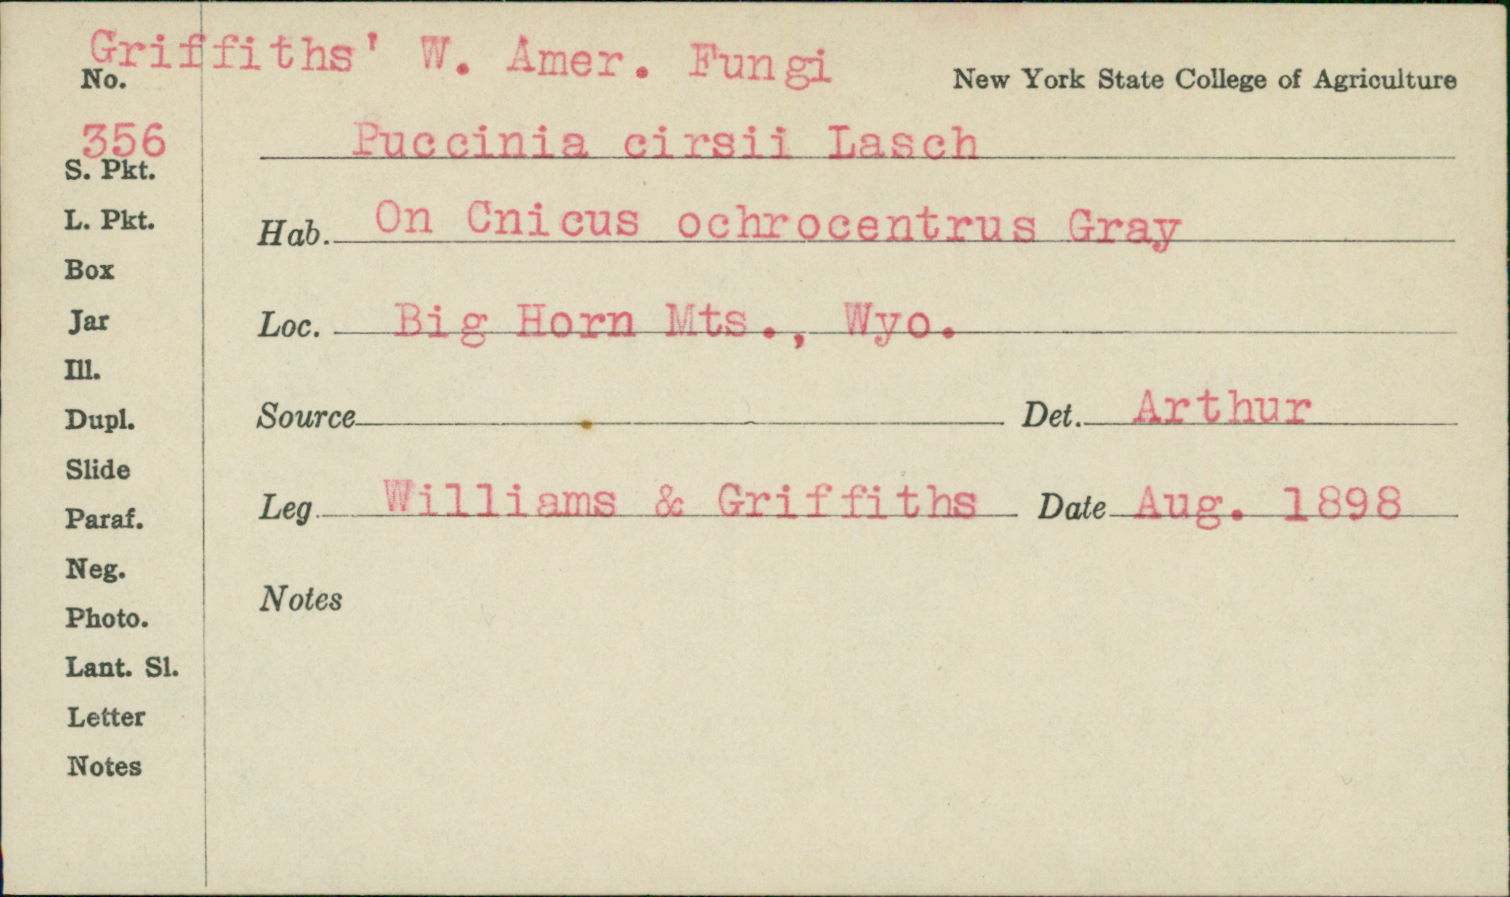 Griffiths' W. Amer. Fungi
No. New York State College of Agriculture
356 Puccinia cirsii Lasch
S. Pkt.
L. Pkt. Hab. On Cnicus ochrocentrus Gray
Box
Jar Loc. Big Horn Mts., Wyo.
Ill.
Dupl. Source Det. Arthur
Slide
Paraf. Leg. Williams & Griffiths Date Aug. 1898
Neg.
Notes
Photo.
Lant. Sl.
Letter
Notes